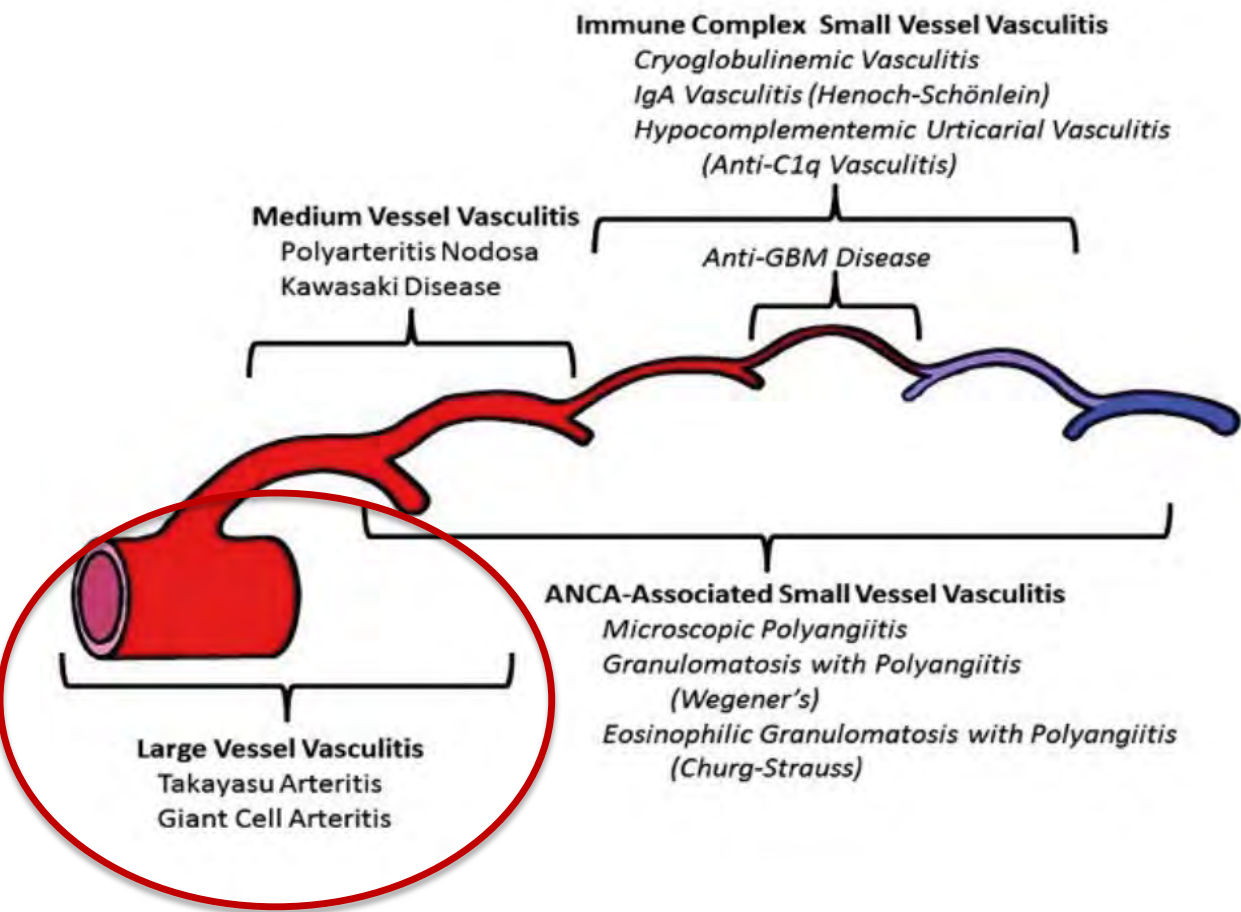 Immune Complex Small Vessel Vasculitis
Cryoglobulinemic Vasculitis
IgA Vasculitis (Henoch-Schönlein)
Hypocomplementemic Urticarial Vasculitis
(Anti-C1q Vasculitis)
Medium Vessel Vasculitis
Polyarteritis Nodosa
Kawasaki Disease
Anti-GBM Disease
ANCA-Associated Small Vessel Vasculitis
Microscopic Polyangiitis
Granulomatosis with Polyangiitis
(Wegener's)
Eosinophilic Granulomatosis with Polyangiitis
(Churg-Strauss)
Large Vessel Vasculitis
Takayasu Arteritis
Giant Cell Arteritis